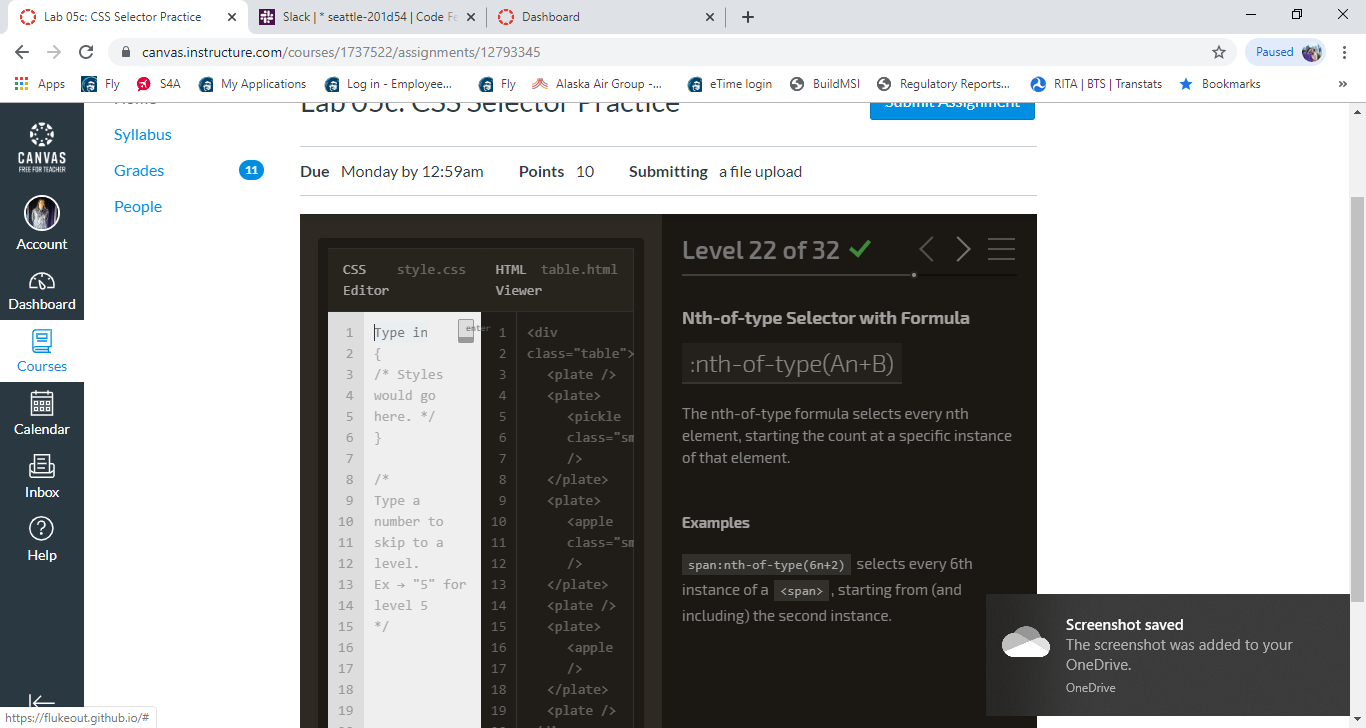 Lab 05c: CSS Selector Practice
Slack | * seattle-201d54 | Code Fe
Dashboard
canvas.instructure.com/courses/1737522/assignments/12793345
Paused
Apps
Fly
S4A
My Applications
Log in - Employee...
Fly
Alaska Air Group -...
eTime login
BuildMSI
Regulatory Reports...
RITA | BTS | Transtats
Bookmarks
»
CANVAS
FREE FOR TEACHER
Account
Dashboard
Courses
Calendar
Inbox
Help
Home
Syllabus
Grades
11
People
Lab 05c: CSS Selector Practice
Submit Assignment
Due Monday by 12:59am Points 10 Submitting a file upload
CSS Editor
style.css
HTML Viewer
table.html
1 Type in
enter
2 {
3 /* Styles
4 would go
5 here. */
6 }
7
8 /*
9 Type a
10 number to
11 skip to a
12 level.
13 Ex → "5" for
14 level 5
15 */
16
17
18
19
1 <div
2 class="table">
3 <plate />
4 <plate>
5 <pickle
6 class="sm
7 />
8 </plate>
9 <plate>
10 <apple
11 class="sm
12 />
13 </plate>
14 <plate />
15 <plate>
16 <apple
17 />
18 </plate>
19 <plate />
Level 22 of 32
Nth-of-type Selector with Formula
:nth-of-type(An+B)
The nth-of-type formula selects every nth
element, starting the count at a specific instance
of that element.
Examples
span:nth-of-type(6n+2) selects every 6th
instance of a <span> , starting from (and
including) the second instance.
Screenshot saved
The screenshot was added to your
OneDrive.
OneDrive
https://flukeout.github.io/#